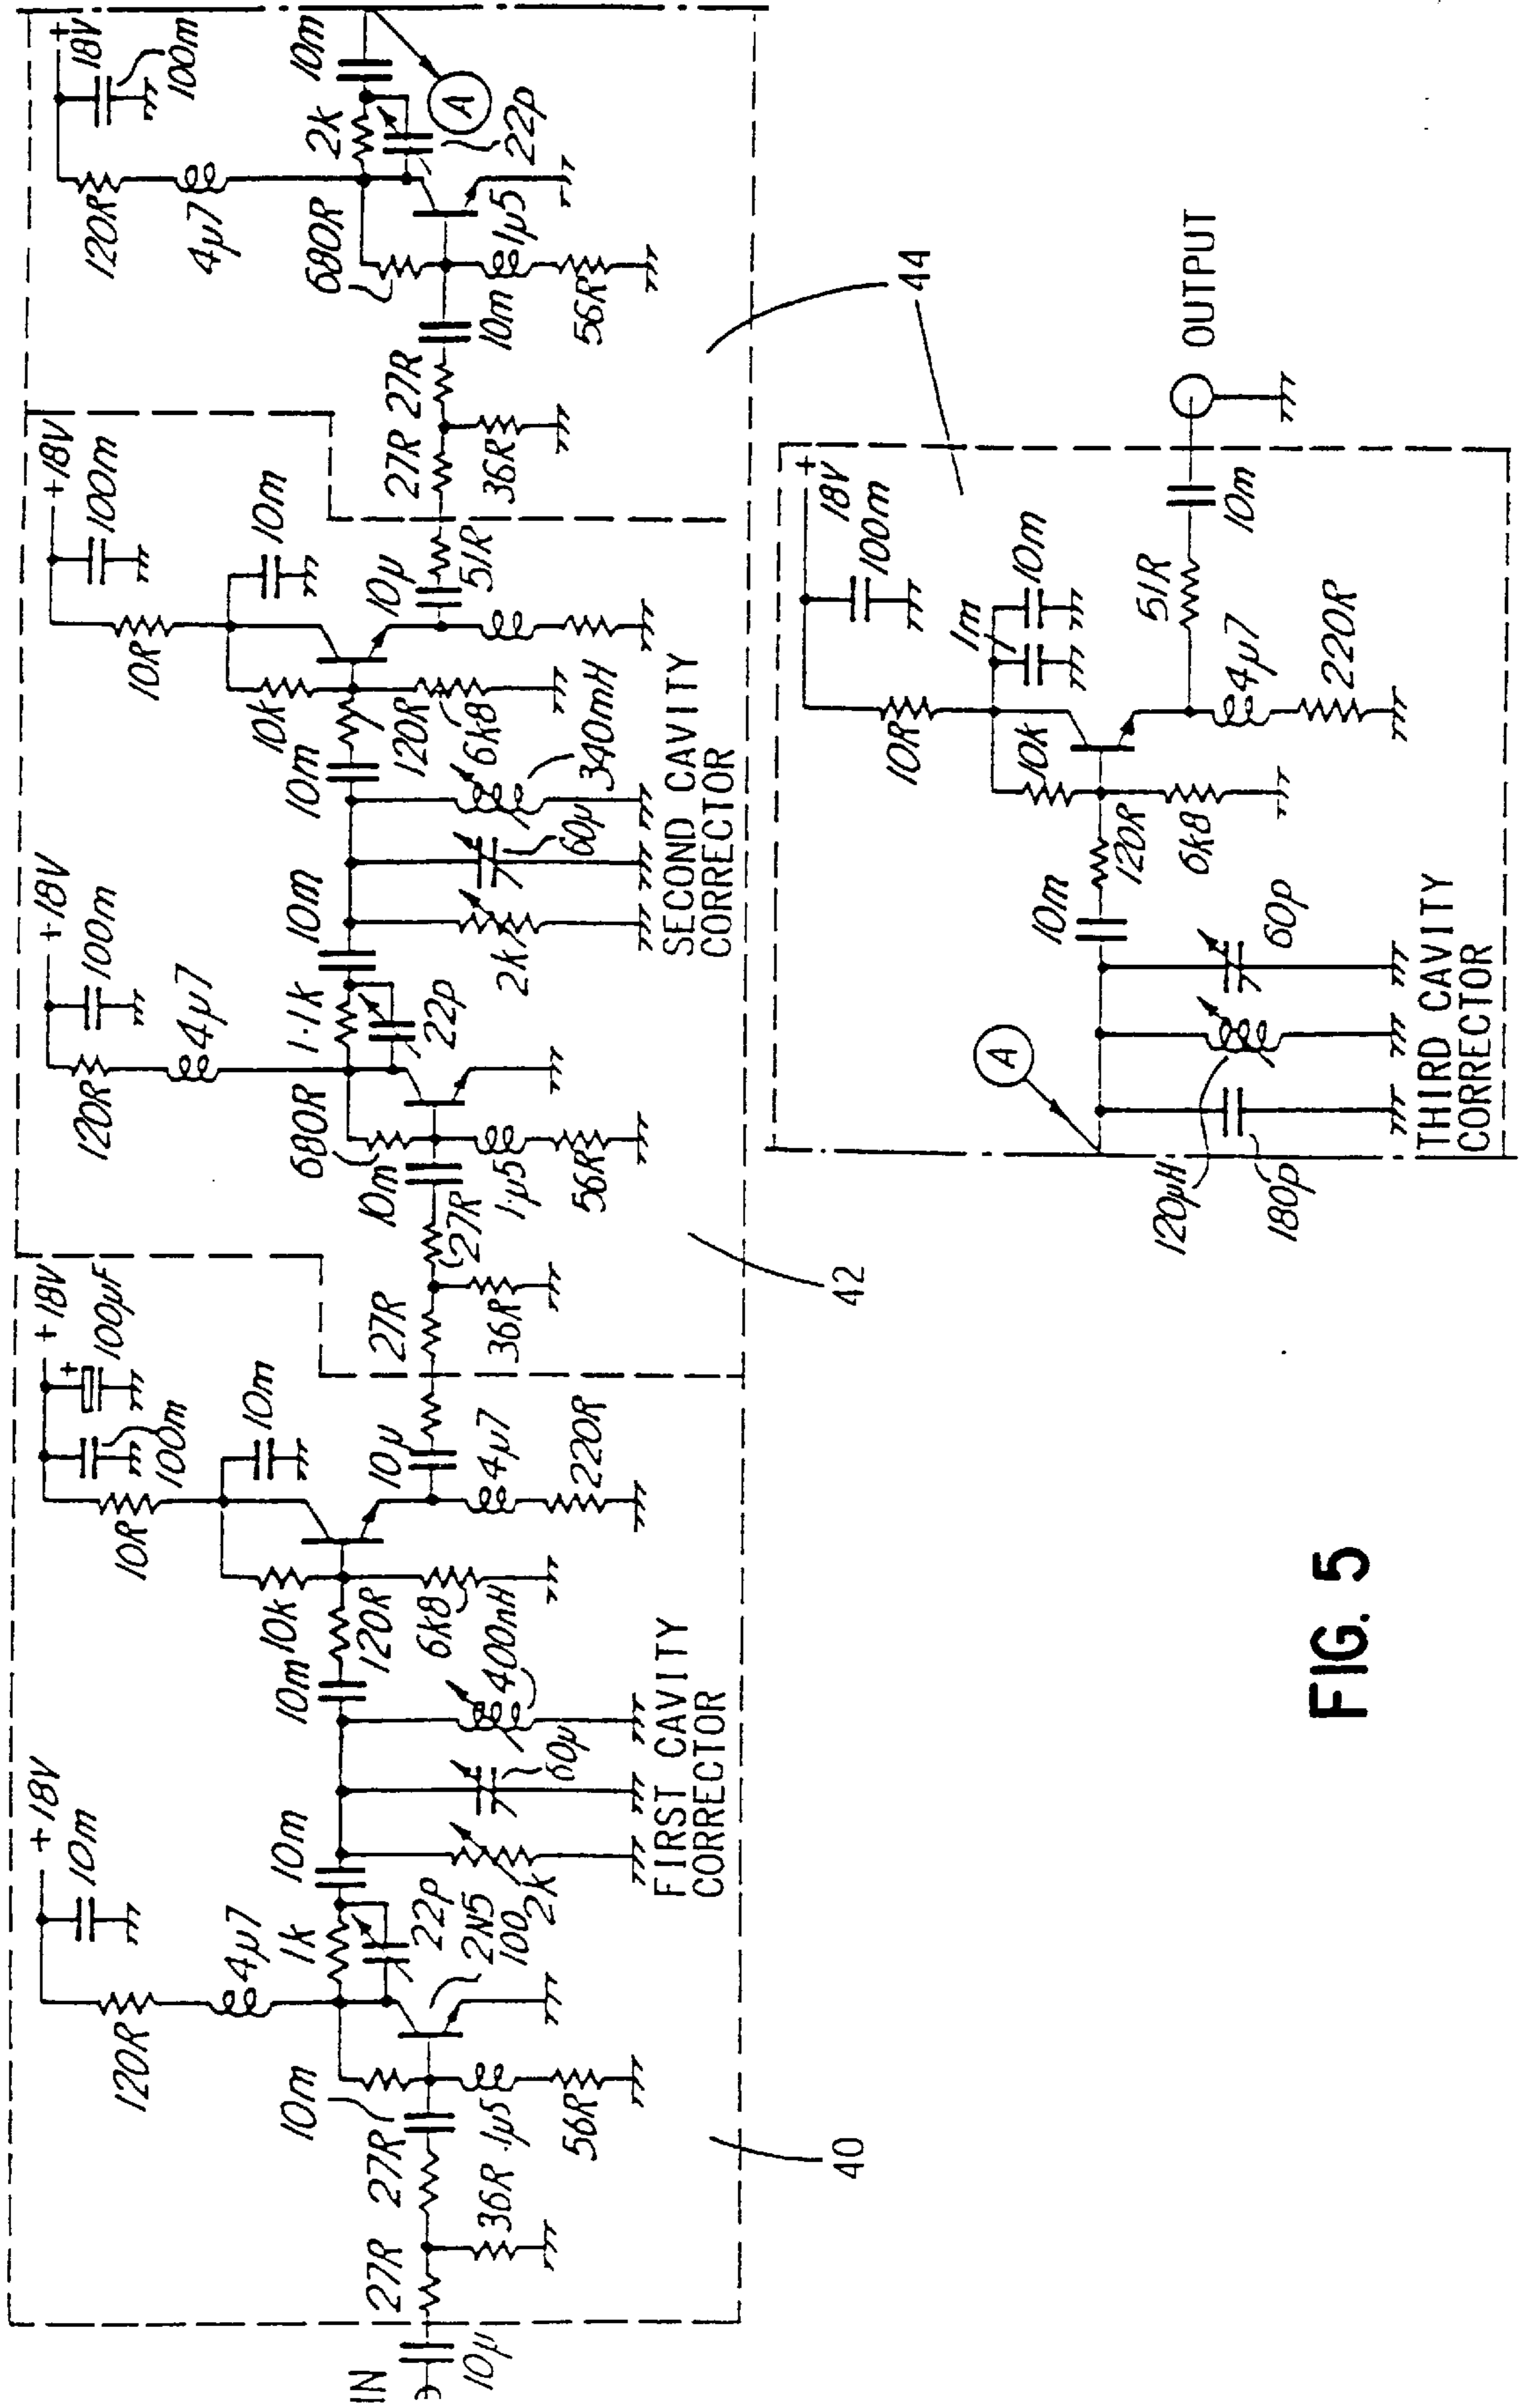 IN
10µ
27R
36R
27R
10m
1µ5
56R
120R
4µ7
+18V
10m
1k
22p
2N5
100
10m
2k
60µ
400nH
FIRST CAVITY
CORRECTOR
10m
120R
10k
6k8
10R
100m
+
100µF
+18V
10m
10µ
4µ7
220R
40
27R
36R
27R
10m
680R
1µ5
56R
120R
4µ7
+18V
100m
1·1k
22p
10m
2k
60µ
340mH
SECOND CAVITY
CORRECTOR
10m
120R
10k
6k8
10R
+18V
100m
10m
10µ
51R
42
27R
36R
27R
10m
680R
1µ5
56R
120R
4µ7
+
18V
100m
2k
22p
10m
A
44
A
120µH
180p
60p
THIRD CAVITY
CORRECTOR
10m
120R
10k
6k8
10R
+
18V
100m
1m
10m
51R
4µ7
220R
10m
OUTPUT
FIG. 5